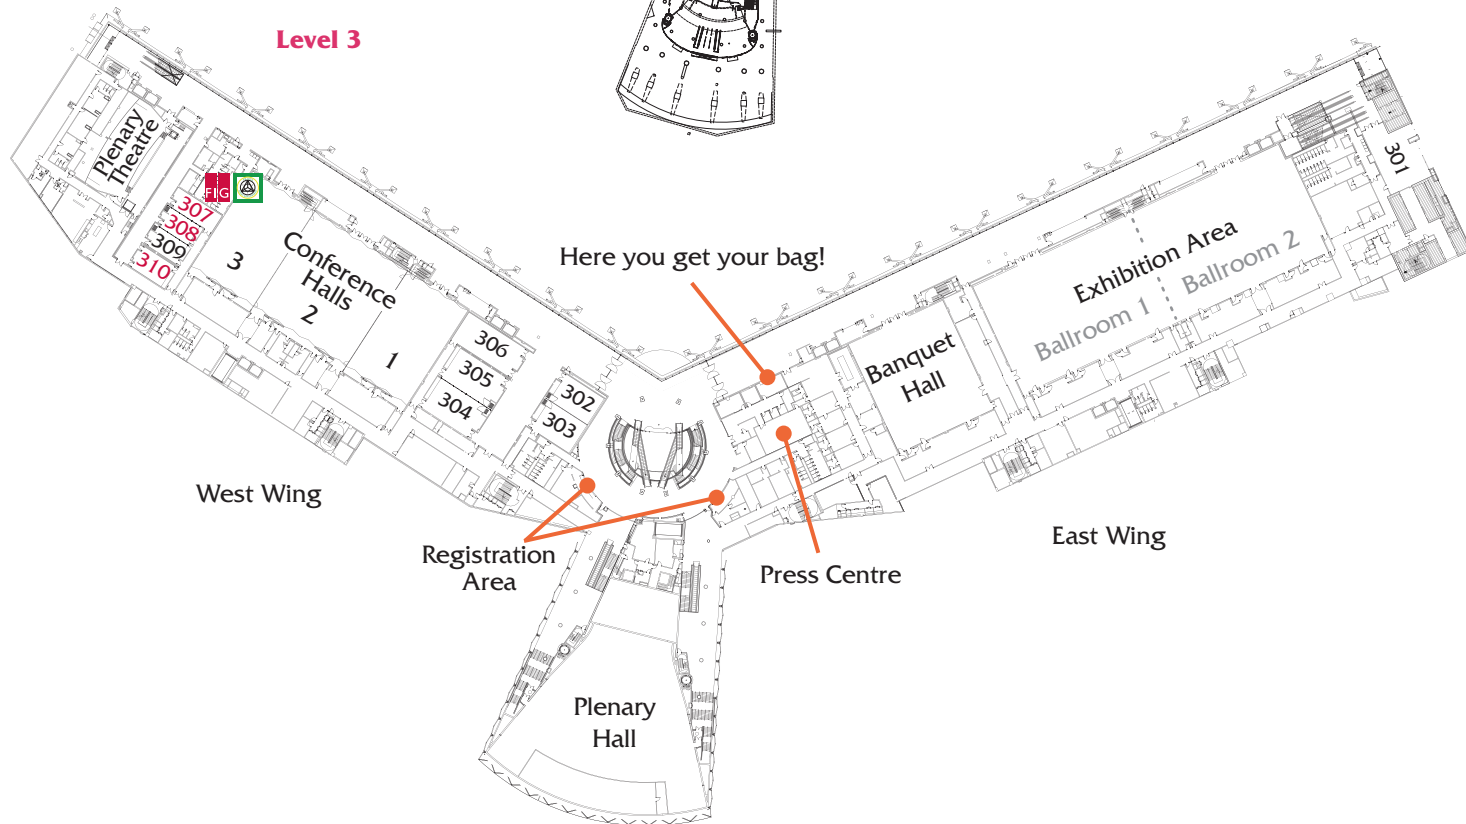 Level 3
Plenary
Theatre
FIG
307
308
309
310
3
Conference
Halls
2
1
306
305
304
302
303
Here you get your bag!
301
Exhibition Area
Ballroom 1
Ballroom 2
Banquet
Hall
West Wing
East Wing
Registration
Area
Press Centre
Plenary
Hall